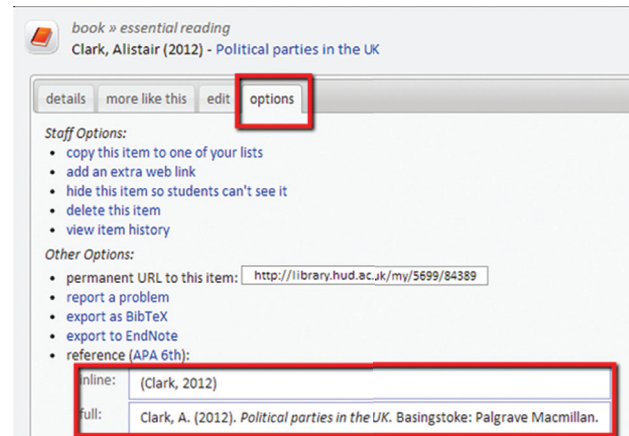 book » essential reading
Clark, Alistair (2012) - Political parties in the UK
details more like this edit options
Staff Options:
• copy this item to one of your lists
• add an extra web link
• hide this item so students can't see it
• delete this item
• view item history
Other Options:
• permanent URL to this item: http://library.hud.ac.uk/my/5699/84389
• report a problem
• export as BibTeX
• export to EndNote
• reference (APA 6th):
inline: (Clark, 2012)
full: Clark, A. (2012). Political parties in the UK. Basingstoke: Palgrave Macmillan.